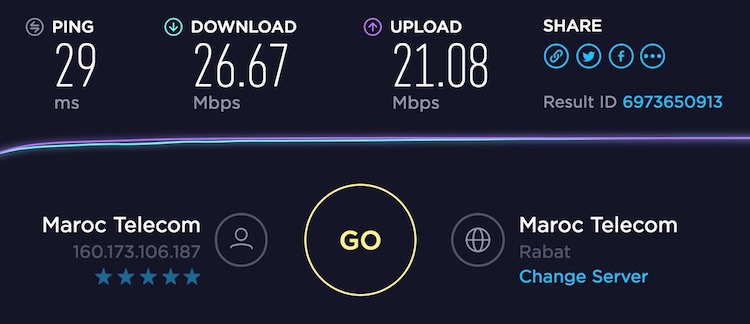 PING
29
ms
DOWNLOAD
26.67
Mbps
UPLOAD
21.08
Mbps
SHARE
Result ID 6973650913
Maroc Telecom
160.173.106.187
GO
Maroc Telecom
Rabat
Change Server